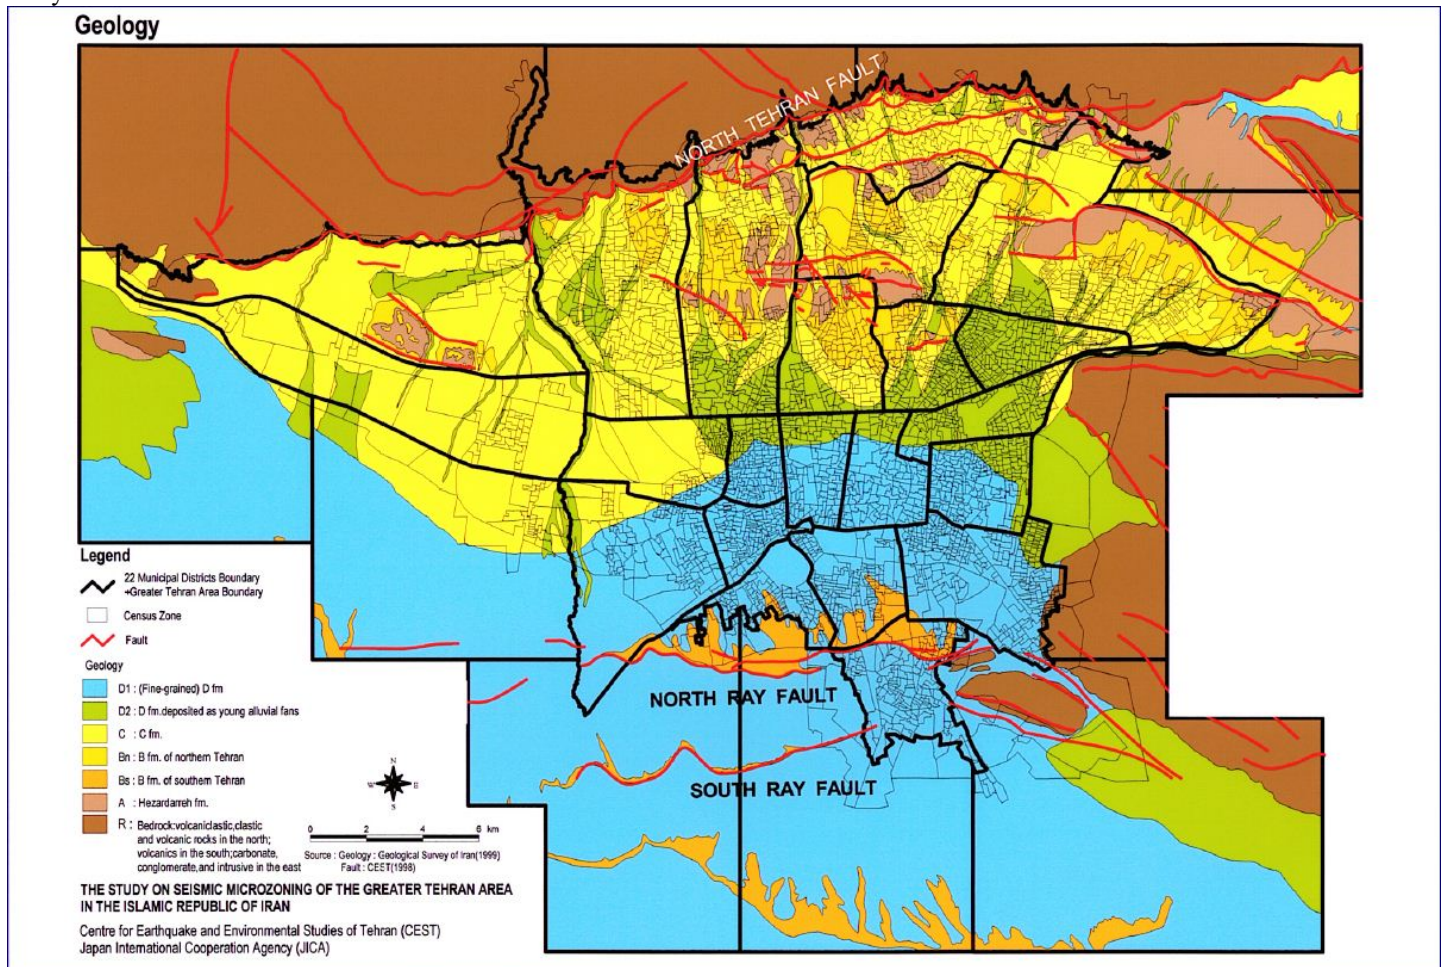 Geology
NORTH TEHRAN FAULT
NORTH RAY FAULT
SOUTH RAY FAULT
Legend
22 Municipal Districts Boundary
+Greater Tehran Area Boundary
Census Zone
Fault
Geology
D1 : (Fine-grained) D fm
D2 : D fm.deposited as young alluvial fans
C : C fm.
Bn : B fm. of northern Tehran
Bs : B fm. of southern Tehran
A : Hezardarreh fm.
R : Bedrock:volcaniclastic,clastic
and volcanic rocks in the north;
volcanics in the south;carbonate,
conglomerate,and intrusive in the east
N
W E
S
0 2 4 6 km
Source : Geology : Geological Survey of Iran(1999)
Fault : CEST(1998)
THE STUDY ON SEISMIC MICROZONING OF THE GREATER TEHRAN AREA
IN THE ISLAMIC REPUBLIC OF IRAN
Centre for Earthquake and Environmental Studies of Tehran (CEST)
Japan International Cooperation Agency (JICA)